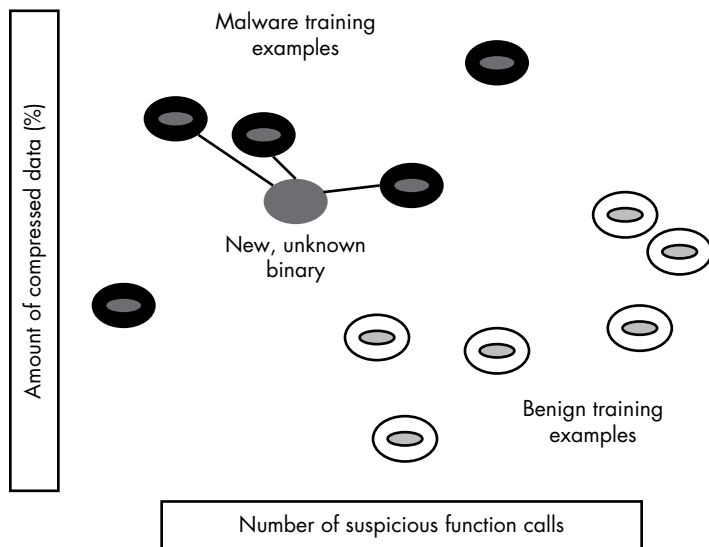 Malware training
examples
Amount of compressed data (%)
New, unknown
binary
Benign training
examples
Number of suspicious function calls